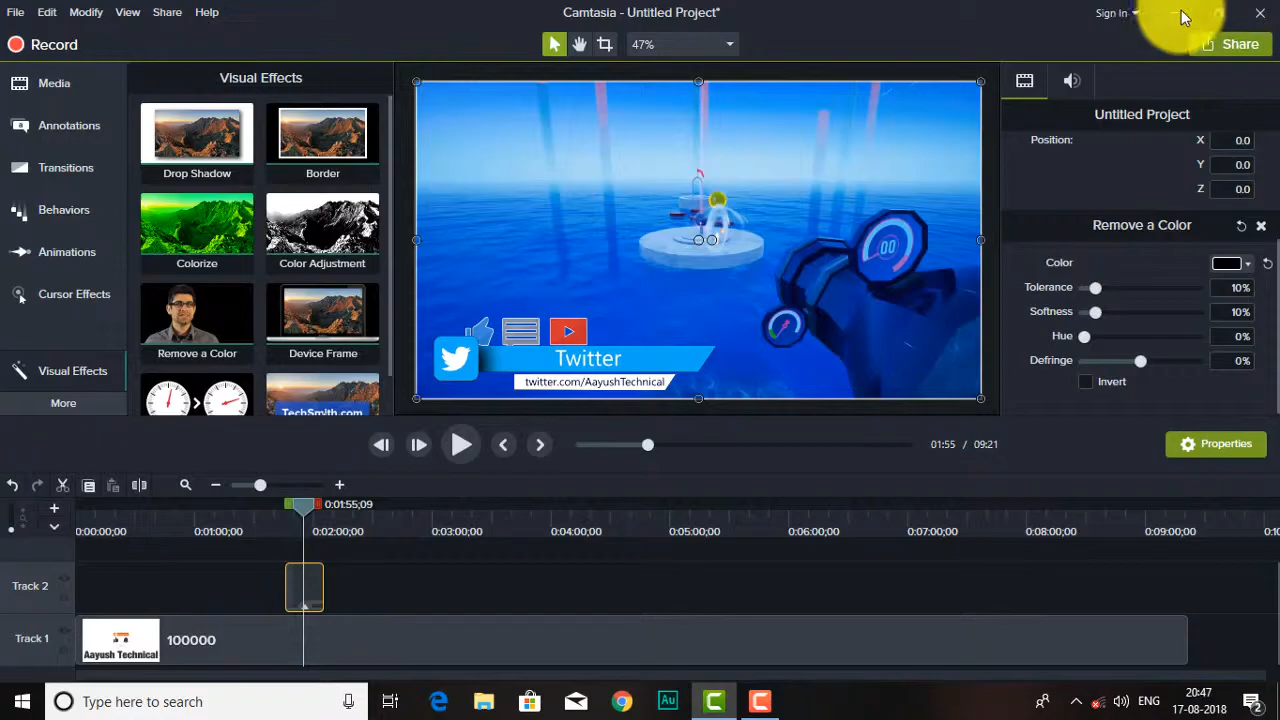 File Edit Modify View Share Help
Camtasia - Untitled Project*
Sign In
Record
47%
Share
Media
Annotations
Transitions
Behaviors
Animations
Cursor Effects
Visual Effects
More
Visual Effects
Drop Shadow
Border
Colorize
Color Adjustment
Remove a Color
Device Frame
TechSmith.com
00
Twitter
twitter.com/AayushTechnical
Untitled Project
Position: X 0.0
Y 0.0
Z 0.0
Remove a Color
Color
Tolerance 10%
Softness 10%
Hue 0%
Defringe 0%
Invert
01:55 / 09:21
Properties
0:01:55;09
0:00:00;00 0:01:00;00 0:02:00;00 0:03:00;00 0:04:00;00 0:05:00;00 0:06:00;00 0:07:00;00 0:08:00;00 0:09:00;00
Track 2
Track 1
Aayush Technical
100000
Type here to search
Au
ENG
20:47
17-08-2018
2